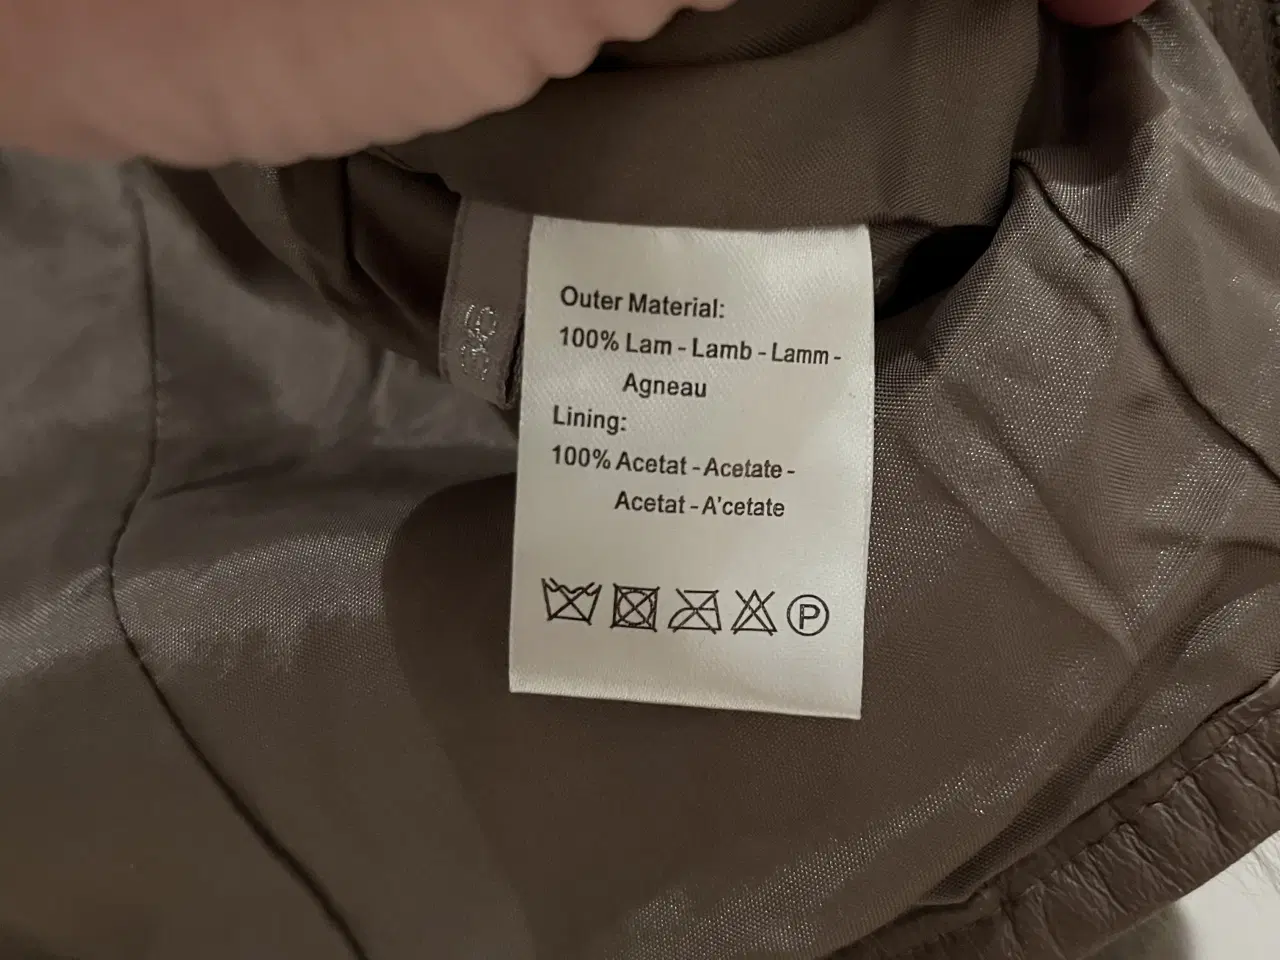 Outer Material:
100% Lam - Lamb - Lamm -
Agneau
Lining:
100% Acetat - Acetate -
Acetat - A'cetate
P